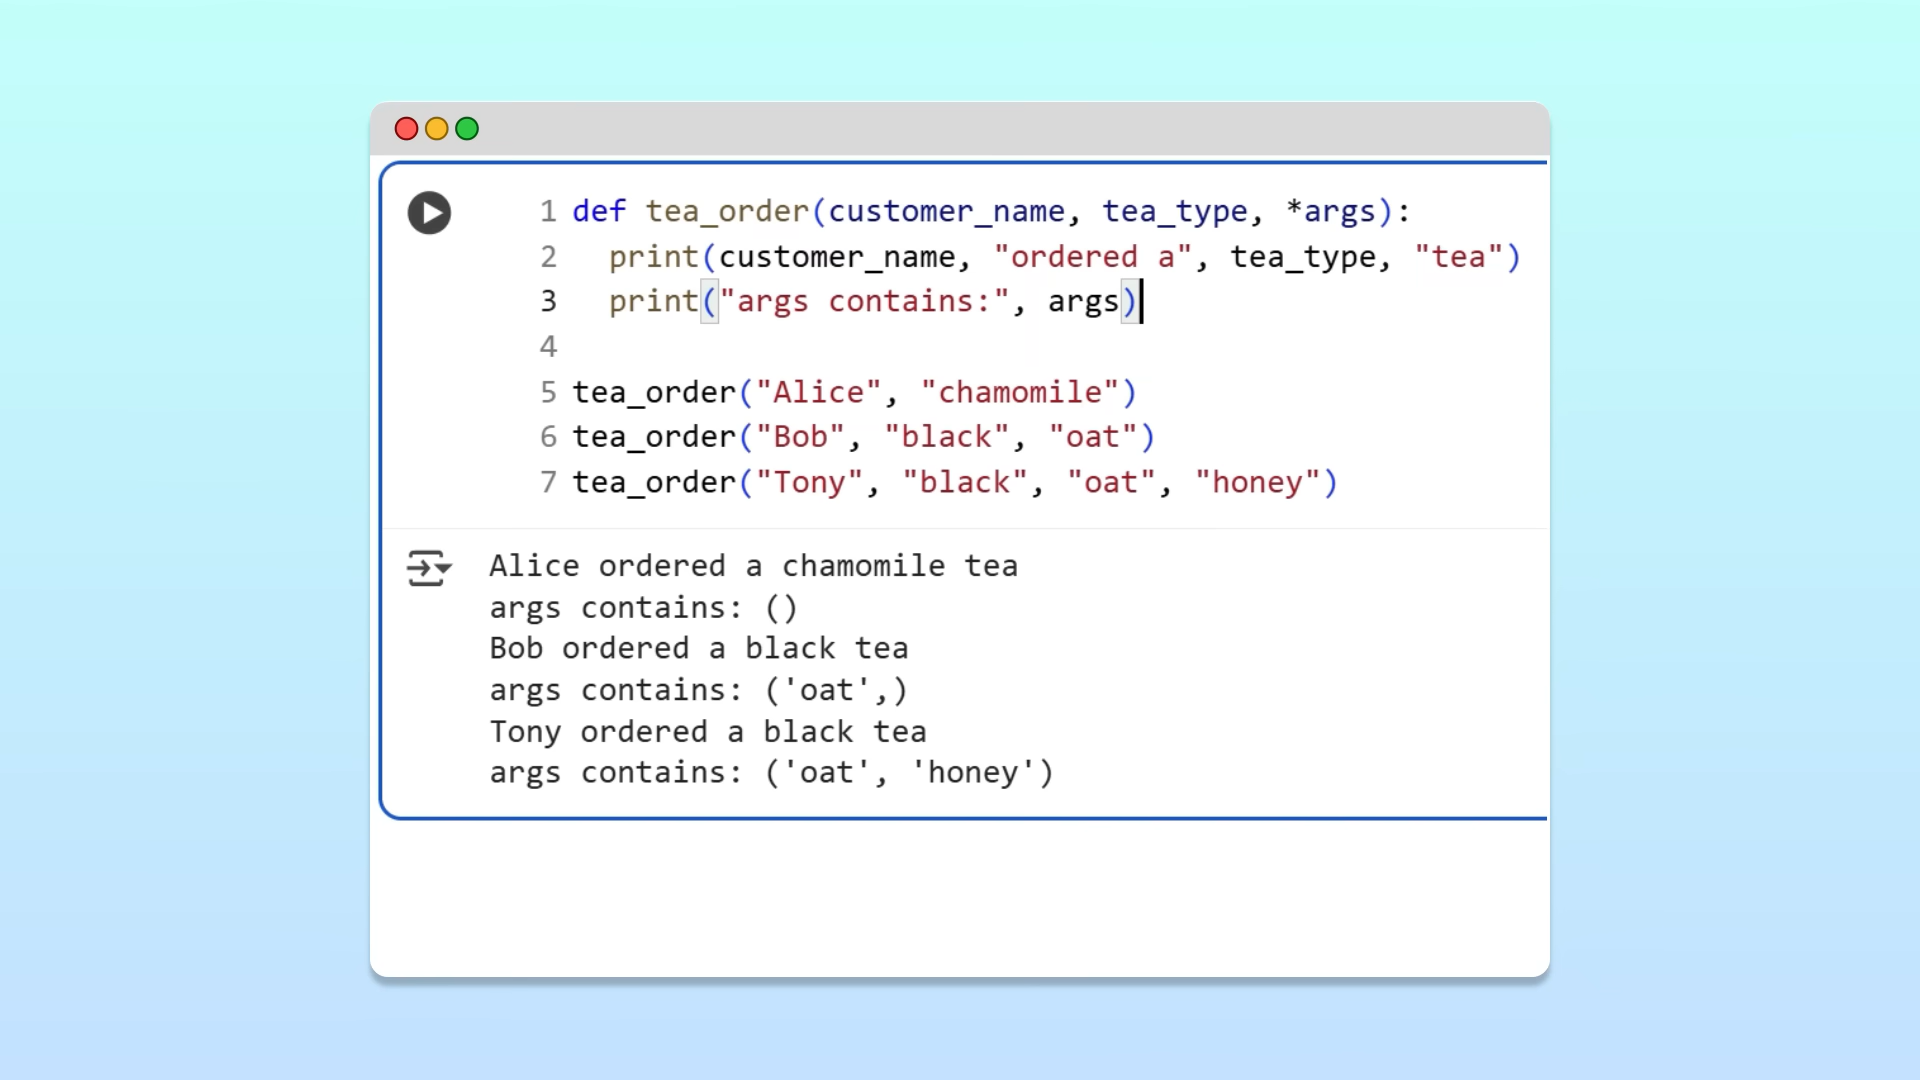 1 def tea_order(customer_name, tea_type, *args):
2   print(customer_name, "ordered a", tea_type, "tea")
3   print("args contains:", args)
4
5 tea_order("Alice", "chamomile")
6 tea_order("Bob", "black", "oat")
7 tea_order("Tony", "black", "oat", "honey")
Alice ordered a chamomile tea
args contains: ()
Bob ordered a black tea
args contains: ('oat',)
Tony ordered a black tea
args contains: ('oat', 'honey')